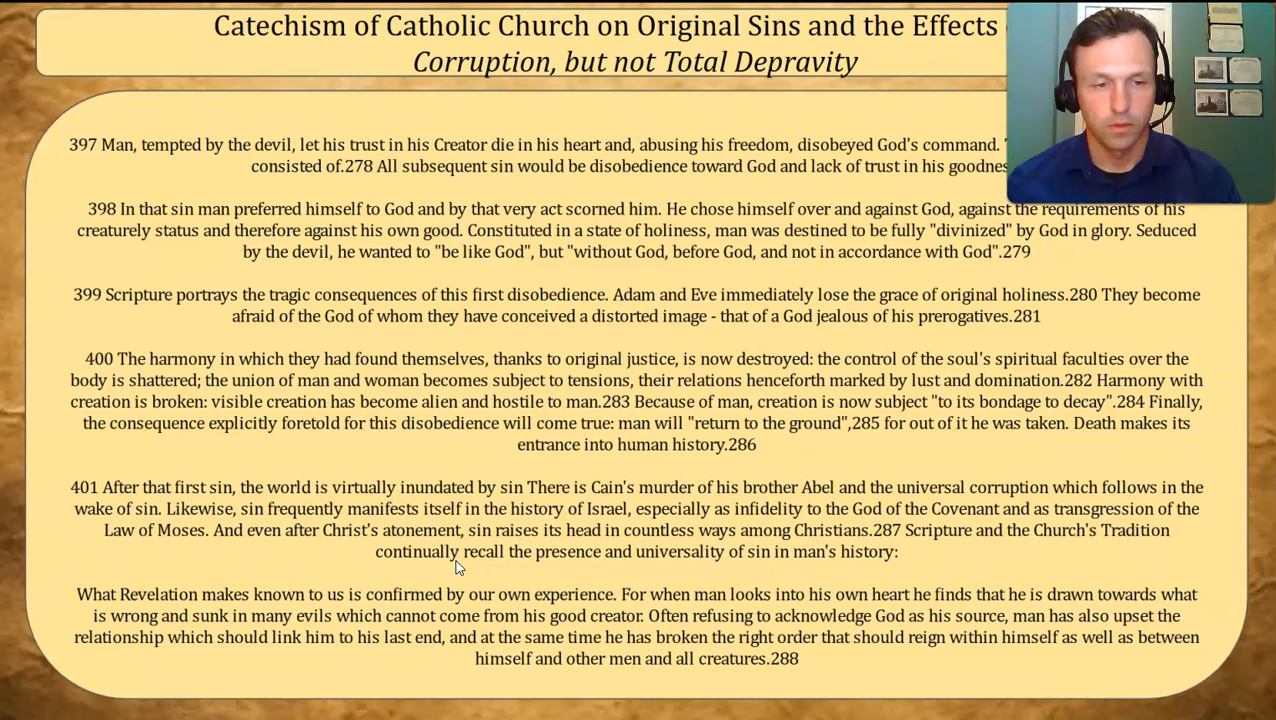 Catechism of Catholic Church on Original Sins and the Effects
Corruption, but not Total Depravity
397 Man, tempted by the devil, let his trust in his Creator die in his heart and, abusing his freedom, disobeyed God's command.
consisted of.278 All subsequent sin would be disobedience toward God and lack of trust in his
398 In that sin man preferred himself to God and by that very act scorned him. He chose himself over and against God, against the requirements of his
creaturely status and therefore against his own good. Constituted in a state of holiness, man was destined to be fully "divinized" by God in glory. Seduced
by the devil, he wanted to "be like God", but "without God, before God, and not in accordance with God".279
399 Scripture portrays the tragic consequences of this first disobedience. Adam and Eve immediately lose the grace of original holiness.280 They become
afraid of the God of whom they have conceived a distorted image - that of a God jealous of his prerogatives.281
400 The harmony in which they had found themselves, thanks to original justice, is now destroyed: the control of the soul's spiritual faculties over the
body is shattered; the union of man and woman becomes subject to tensions, their relations henceforth marked by lust and domination.282 Harmony with
creation is broken: visible creation has become alien and hostile to man.283 Because of man, creation is now subject "to its bondage to decay".284 Finally,
the consequence explicitly foretold for this disobedience will come true: man will "return to the ground",285 for out of it he was taken. Death makes its
entrance into human history.286
401 After that first sin, the world is virtually inundated by sin There is Cain's murder of his brother Abel and the universal corruption which follows in the
wake of sin. Likewise, sin frequently manifests itself in the history of Israel, especially as infidelity to the God of the Covenant and as transgression of the
Law of Moses. And even after Christ's atonement, sin raises its head in countless ways among Christians.287 Scripture and the Church's Tradition
continually recall the presence and universality of sin in man's history:
What Revelation makes known to us is confirmed by our own experience. For when man looks into his own heart he finds that he is drawn towards what
is wrong and sunk in many evils which cannot come from his good creator. Often refusing to acknowledge God as his source, man has also upset the
relationship which should link him to his last end, and at the same time he has broken the right order that should reign within himself as well as between
himself and other men and all creatures.288